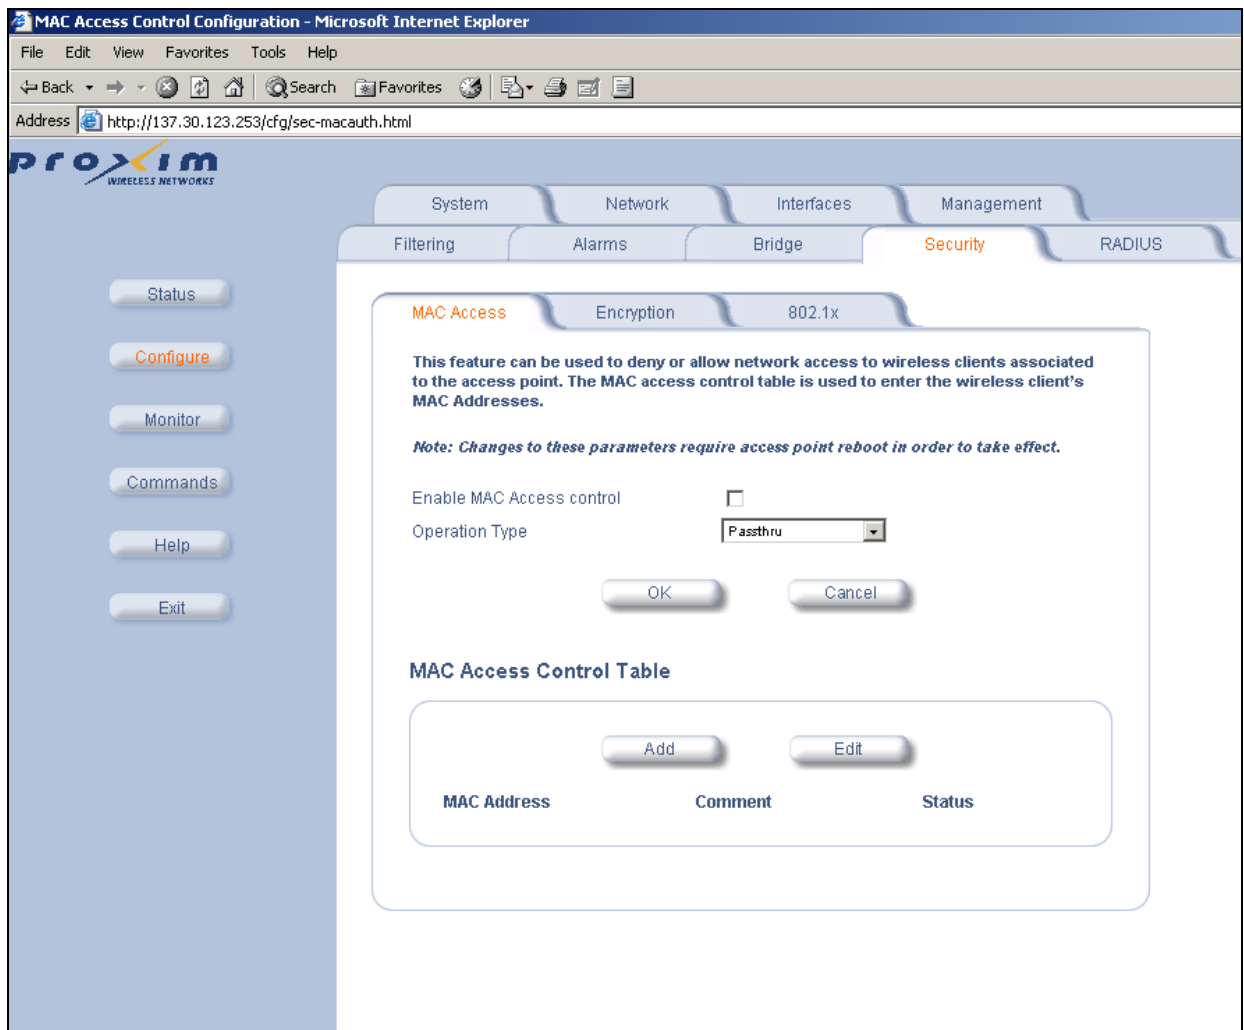 MAC Access Control Configuration - Microsoft Internet Explorer
File Edit View Favorites Tools Help
Back Search Favorites
Address http://137.30.123.253/cfg/sec-macauth.html
proxim
WIRELESS NETWORKS
System Network Interfaces Management
Filtering Alarms Bridge Security RADIUS
Status
Configure
Monitor
Commands
Help
Exit
MAC Access Encryption 802.1x
This feature can be used to deny or allow network access to wireless clients associated
to the access point. The MAC access control table is used to enter the wireless client's
MAC Addresses.
Note: Changes to these parameters require access point reboot in order to take effect.
Enable MAC Access control
Operation Type Passthru
OK Cancel
MAC Access Control Table
Add Edit
MAC Address Comment Status